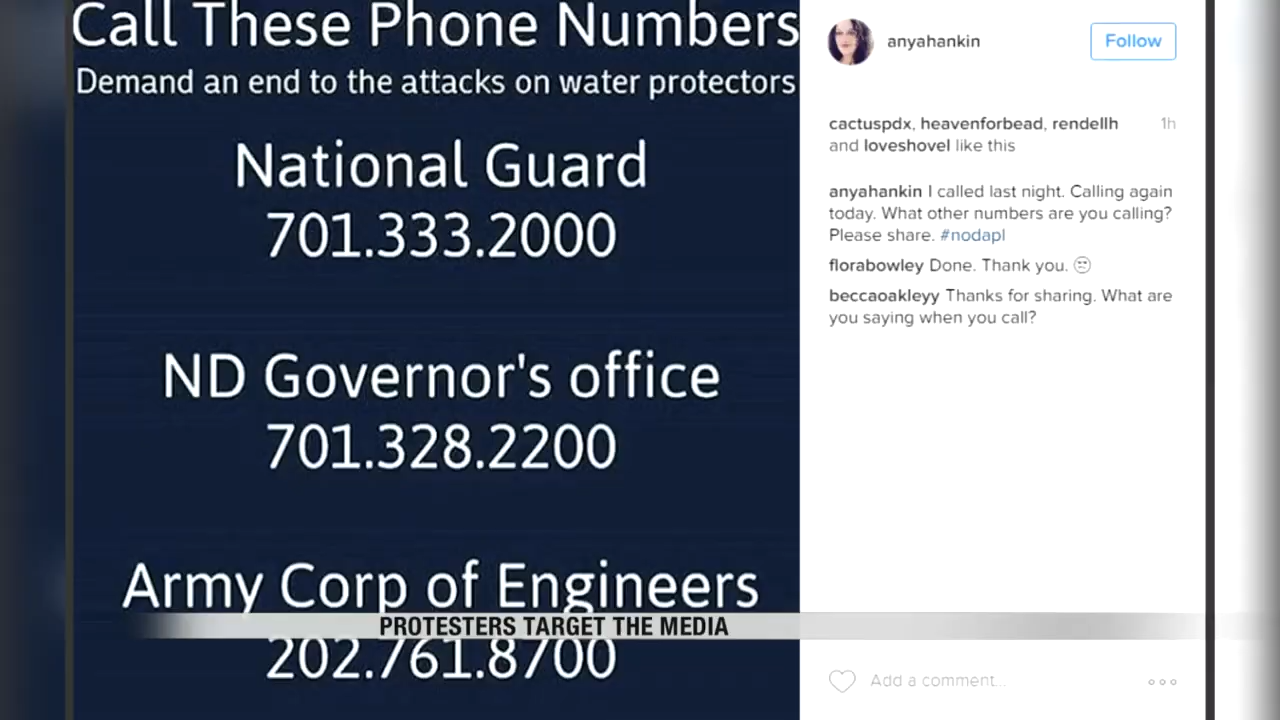 Call These Phone Numbers
Demand an end to the attacks on water protectors
National Guard
701.333.2000
ND Governor's office
701.328.2200
Army Corp of Engineers
202.761.8700
PROTESTERS TARGET THE MEDIA
anyahankin
Follow
cactuspdx, heavenforbead, rendellh
1h
and loveshovel like this
anyahankin I called last night. Calling again
today. What other numbers are you calling?
Please share. #nodapl
florabowley Done. Thank you.
beccaoakleyy Thanks for sharing. What are
you saying when you call?
Add a comment...